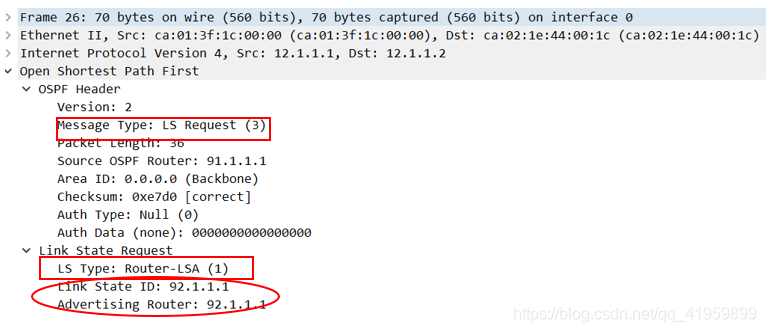 Frame 26: 70 bytes on wire (560 bits), 70 bytes captured (560 bits) on interface 0
Ethernet II, Src: ca:01:3f:1c:00:00 (ca:01:3f:1c:00:00), Dst: ca:02:1e:44:00:1c (ca:02:1e:44:00:1c)
Internet Protocol Version 4, Src: 12.1.1.1, Dst: 12.1.1.2
Open Shortest Path First
OSPF Header
Version: 2
Message Type: LS Request (3)
Packet Length: 36
Source OSPF Router: 91.1.1.1
Area ID: 0.0.0.0 (Backbone)
Checksum: 0xe7d0 [correct]
Auth Type: Null (0)
Auth Data (none): 0000000000000000
Link State Request
LS Type: Router-LSA (1)
Link State ID: 92.1.1.1
Advertising Router: 92.1.1.1
https://blog.csdn.net/qq_41959899